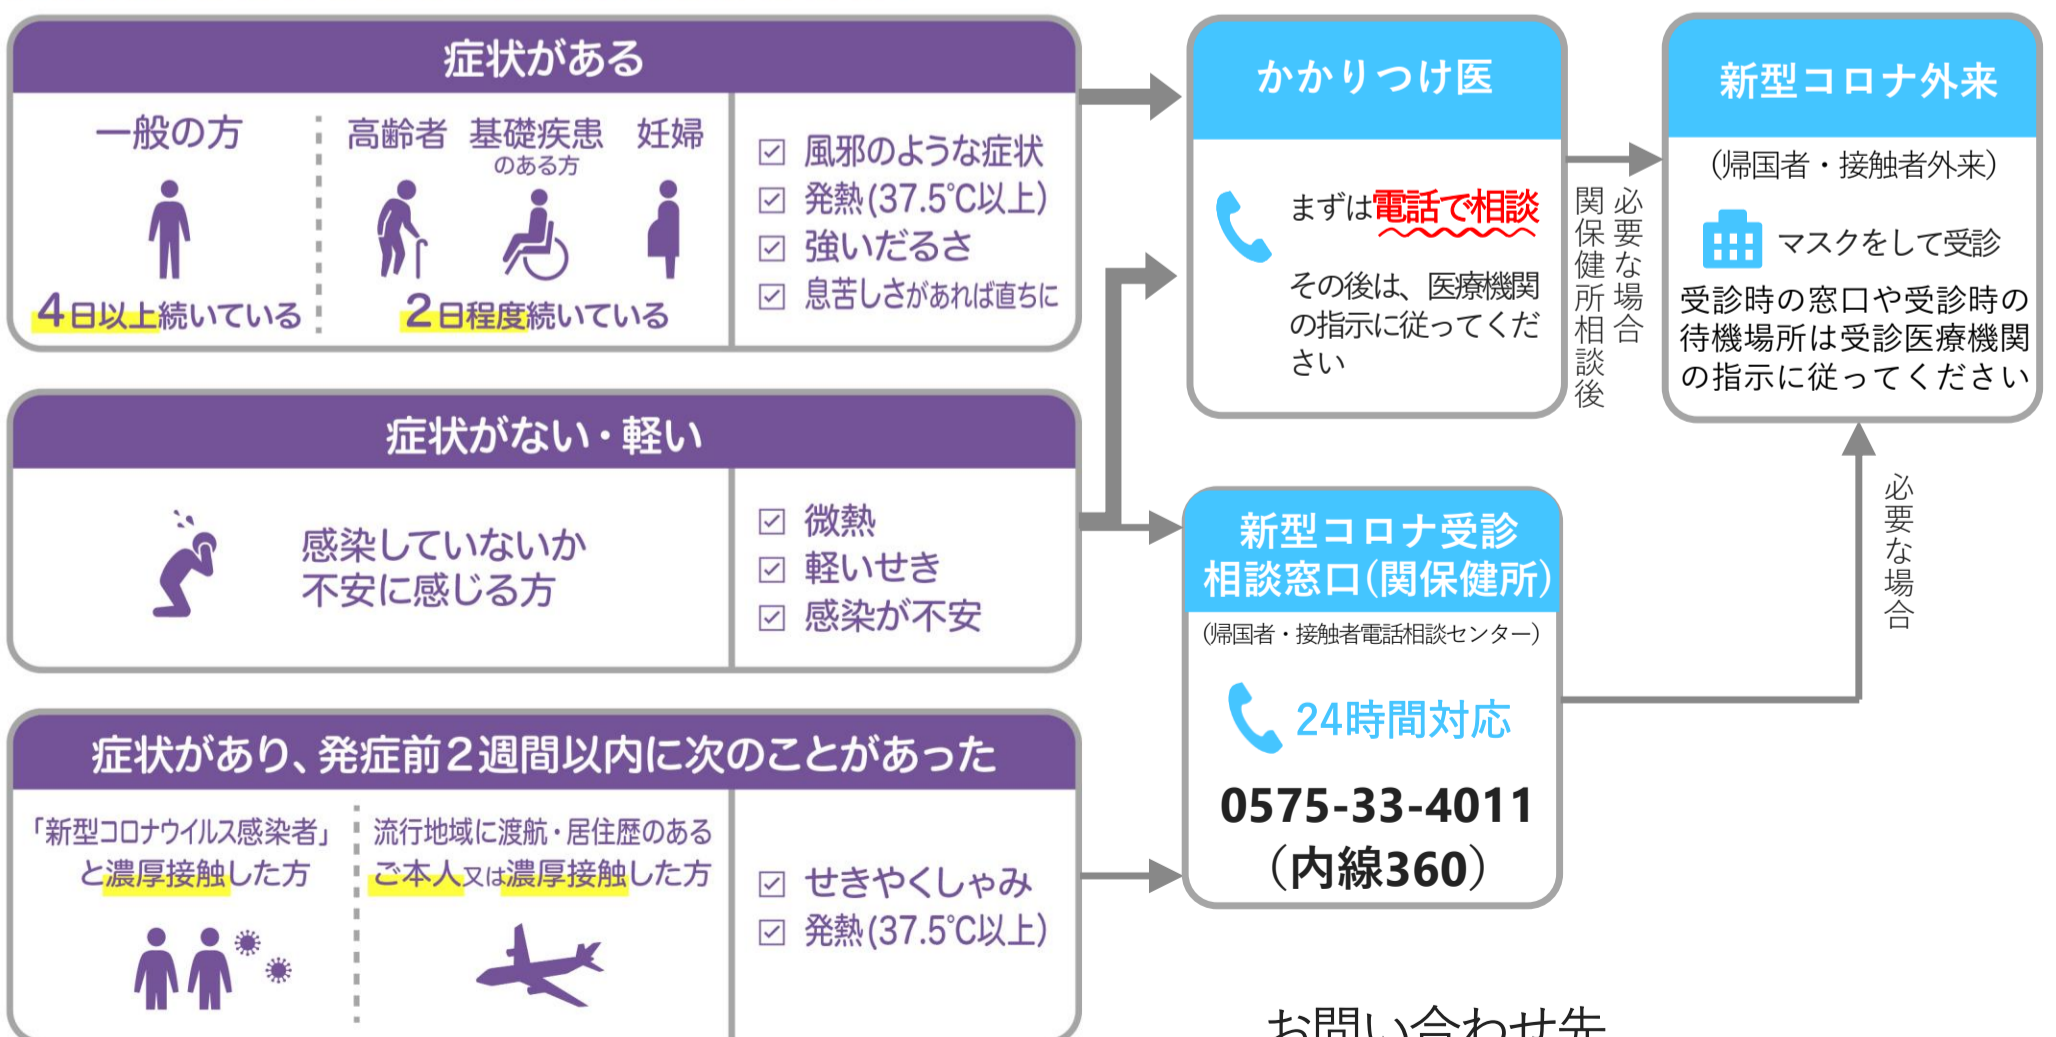 症状がある
一般の方
4日以上続いている
高齢者 基礎疾患 妊婦
のある方
2日程度続いている
風邪のような症状
発熱(37.5℃以上)
強いだるさ
息苦しさがあれば直ちに
症状がない・軽い
感染していないか
不安に感じる方
微熱
軽いせき
感染が不安
症状があり、発症前2週間以内に次のことがあった
「新型コロナウイルス感染者」
と濃厚接触した方
流行地域に渡航・居住歴のある
ご本人又は濃厚接触した方
せきやくしゃみ
発熱(37.5℃以上)
かかりつけ医
まずは電話で相談
その後は、医療機関
の指示に従ってくだ
さい
必要な場合
関保健所相談後
新型コロナ外来
（帰国者・接触者外来）
マスクをして受診
受診時の窓口や受診時の
待機場所は受診医療機関
の指示に従ってください
新型コロナ受診
相談窓口(関保健所)
（帰国者・接触者電話相談センター）
24時間対応
0575-33-4011
（内線360）
必要な場合
お問い合わせ先